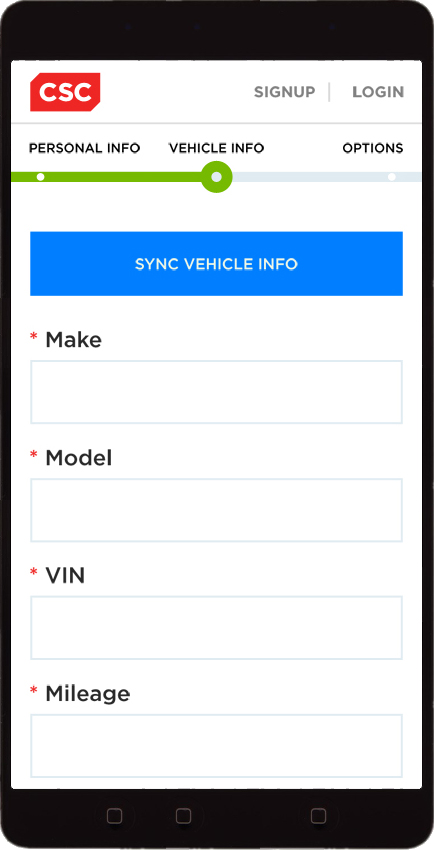 CSC
SIGNUP | LOGIN
PERSONAL INFO VEHICLE INFO OPTIONS
SYNC VEHICLE INFO
* Make
* Model
* VIN
* Mileage